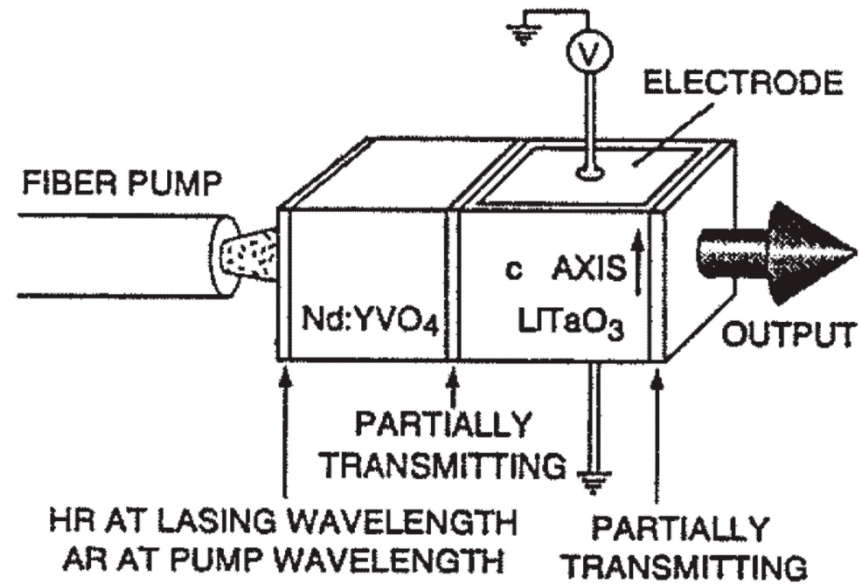 V
ELECTRODE
FIBER PUMP
c AXIS
Nd:YVO4
LiTaO3
OUTPUT
PARTIALLY
TRANSMITTING
HR AT LASING WAVELENGTH
AR AT PUMP WAVELENGTH
PARTIALLY
TRANSMITTING